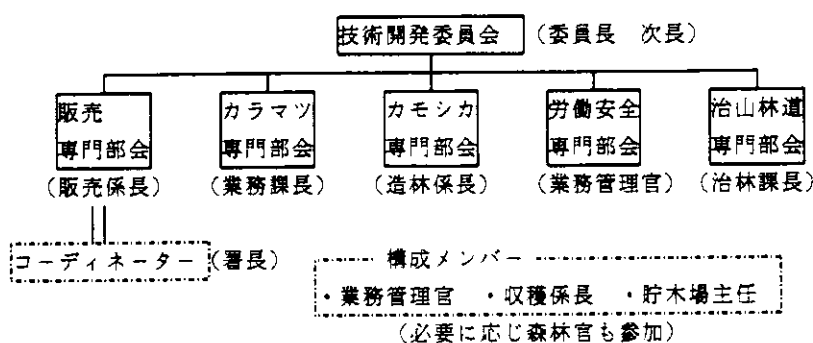 技術開発委員会 (委員長 次長)
販売 カラマツ カモシカ 労働安全 治山林道
専門部会 専門部会 専門部会 専門部会 専門部会
(販売係長) (業務課長) (造林係長) (業務管理官) (治林課長)
コーディネーター (署長) 構成メンバー
・業務管理官 ・収穫係長 ・貯木場主任
(必要に応じ森林官も参加)